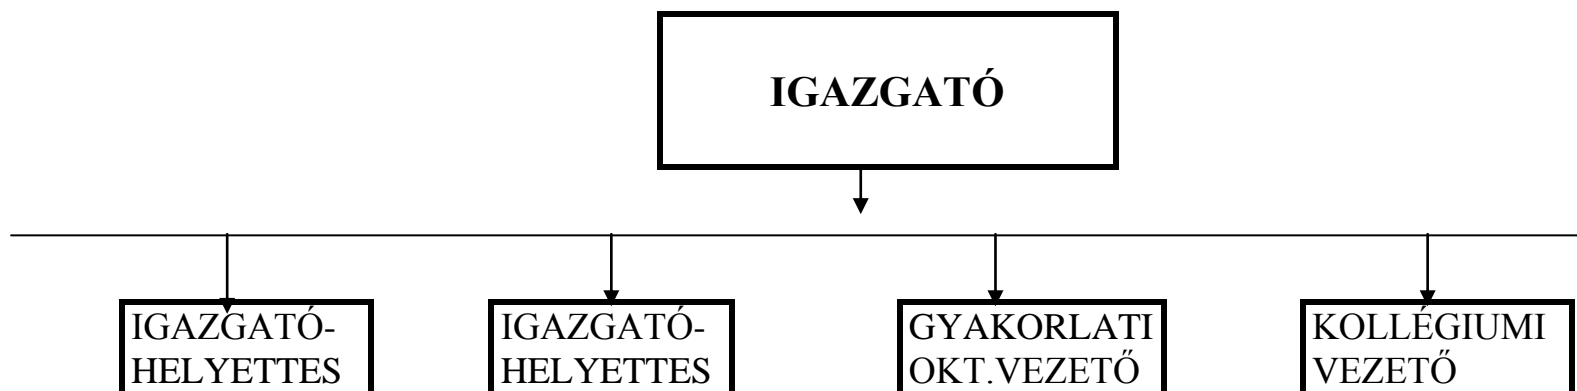 IGAZGATÓ
IGAZGATÓ-
HELYETTES
IGAZGATÓ-
HELYETTES
GYAKORLATI
OKT.VEZETŐ
KOLLÉGIUMI
VEZETŐ